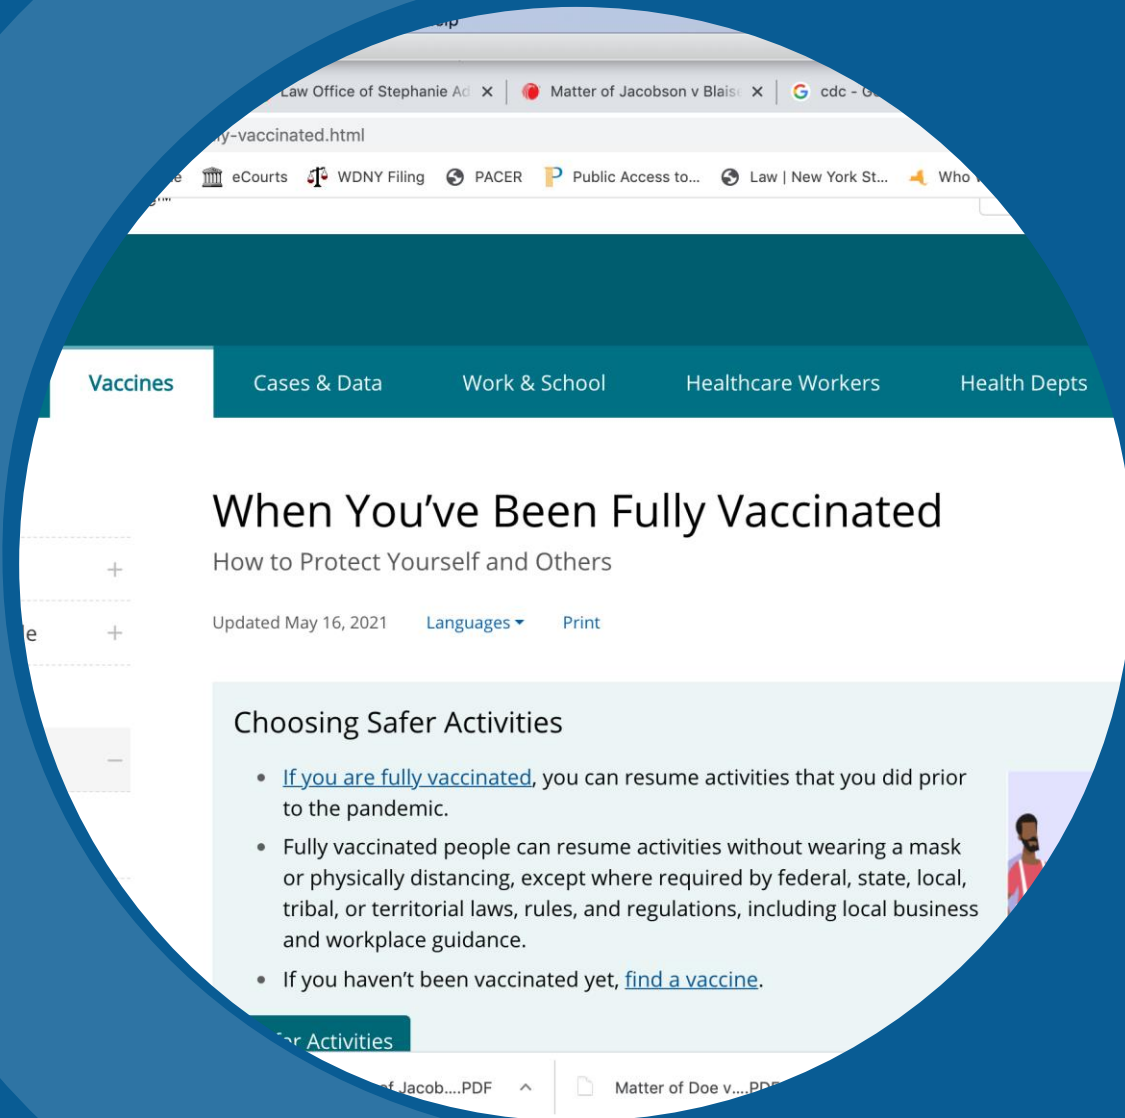 Law Office of Stephanie Ad Matter of Jacobson v Blais cdc - G
y-vaccinated.html
eCourts WDNY Filing PACER Public Access to... Law | New York St... Who
Vaccines Cases & Data Work & School Healthcare Workers Health Depts
When You've Been Fully Vaccinated
How to Protect Yourself and Others
Updated May 16, 2021 Languages Print
Choosing Safer Activities
• If you are fully vaccinated, you can resume activities that you did prior
to the pandemic.
• Fully vaccinated people can resume activities without wearing a mask
or physically distancing, except where required by federal, state, local,
tribal, or territorial laws, rules, and regulations, including local business
and workplace guidance.
• If you haven't been vaccinated yet, find a vaccine.
er Activities
of Jacob....PDF Matter of Doe v....PDF